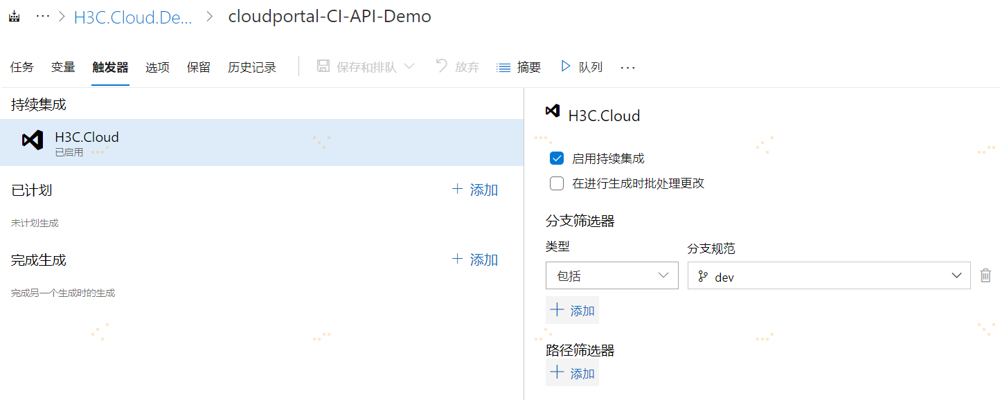 ··· > H3C.Cloud.De... > cloudportal-CI-API-Demo
任务 变量 触发器 选项 保留 历史记录 保存和排队 放弃 摘要 队列 ···
持续集成
H3C.Cloud
已启用
已计划 + 添加
未计划生成
完成生成 + 添加
完成另一个生成时的生成
H3C.Cloud
启用持续集成
在进行生成时批处理更改
分支筛选器
类型 分支规范
包括 dev
+ 添加
路径筛选器
+ 添加